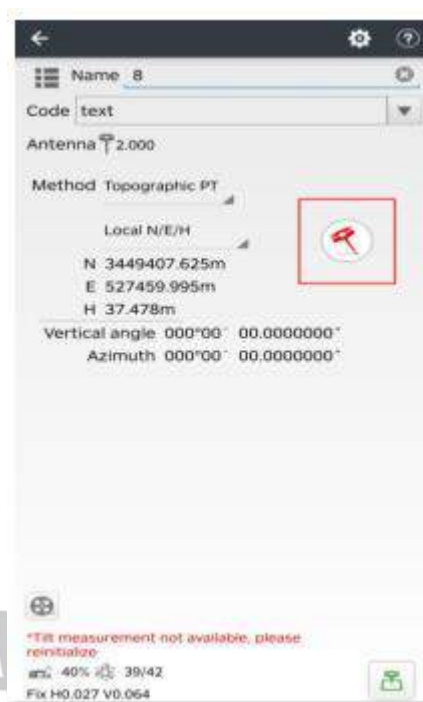 Name 8
Code text
Antenna 2.000
Method Topographic PT
Local N/E/H
N 3449407.625m
E 527459.995m
H 37.478m
Vertical angle 000°00´ 00.0000000"
Azimuth 000°00´ 00.0000000"
*Tilt measurement not available, please
reinitialize
40% 39/42
Fix H0.027 V0.064